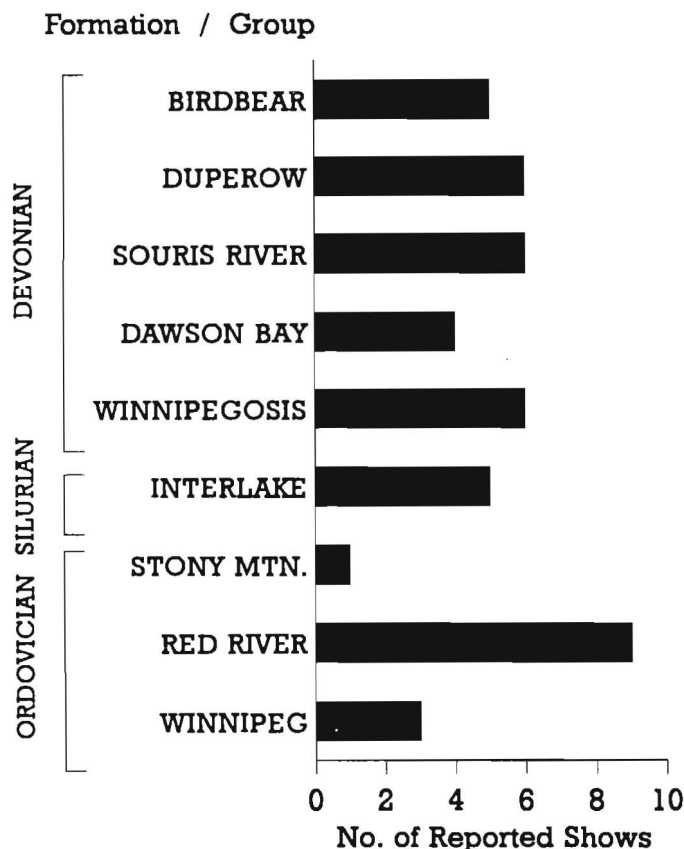 Formation / Group
DEVONIAN
BIRDBEAR
DUPEROW
SOURIS RIVER
DAWSON BAY
WINNIPEGOSIS
SILURIAN
INTERLAKE
ORDOVICIAN
STONY MTN.
RED RIVER
WINNIPEG
0 2 4 6 8 10
No. of Reported Shows